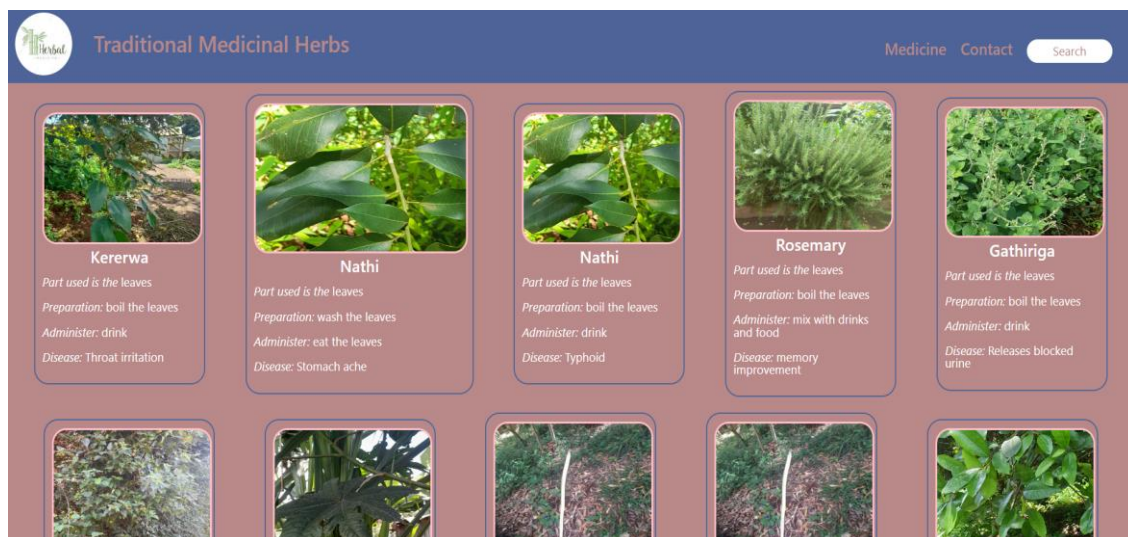 Herbal
Traditional Medicinal Herbs
Medicine
Contact
Search
Kererwa
Part used is the leaves
Preparation: boil the leaves
Administer: drink
Disease: Throat irritation
Nathi
Part used is the leaves
Preparation: wash the leaves
Administer: eat the leaves
Disease: Stomach ache
Nathi
Part used is the leaves
Preparation: boil the leaves
Administer: drink
Disease: Typhoid
Rosemary
Part used is the leaves
Preparation: boil the leaves
Administer: mix with drinks
and food
Disease: memory
improvement
Gathiriga
Part used is the leaves
Preparation: boil the leaves
Administer: drink
Disease: Releases blocked
urine